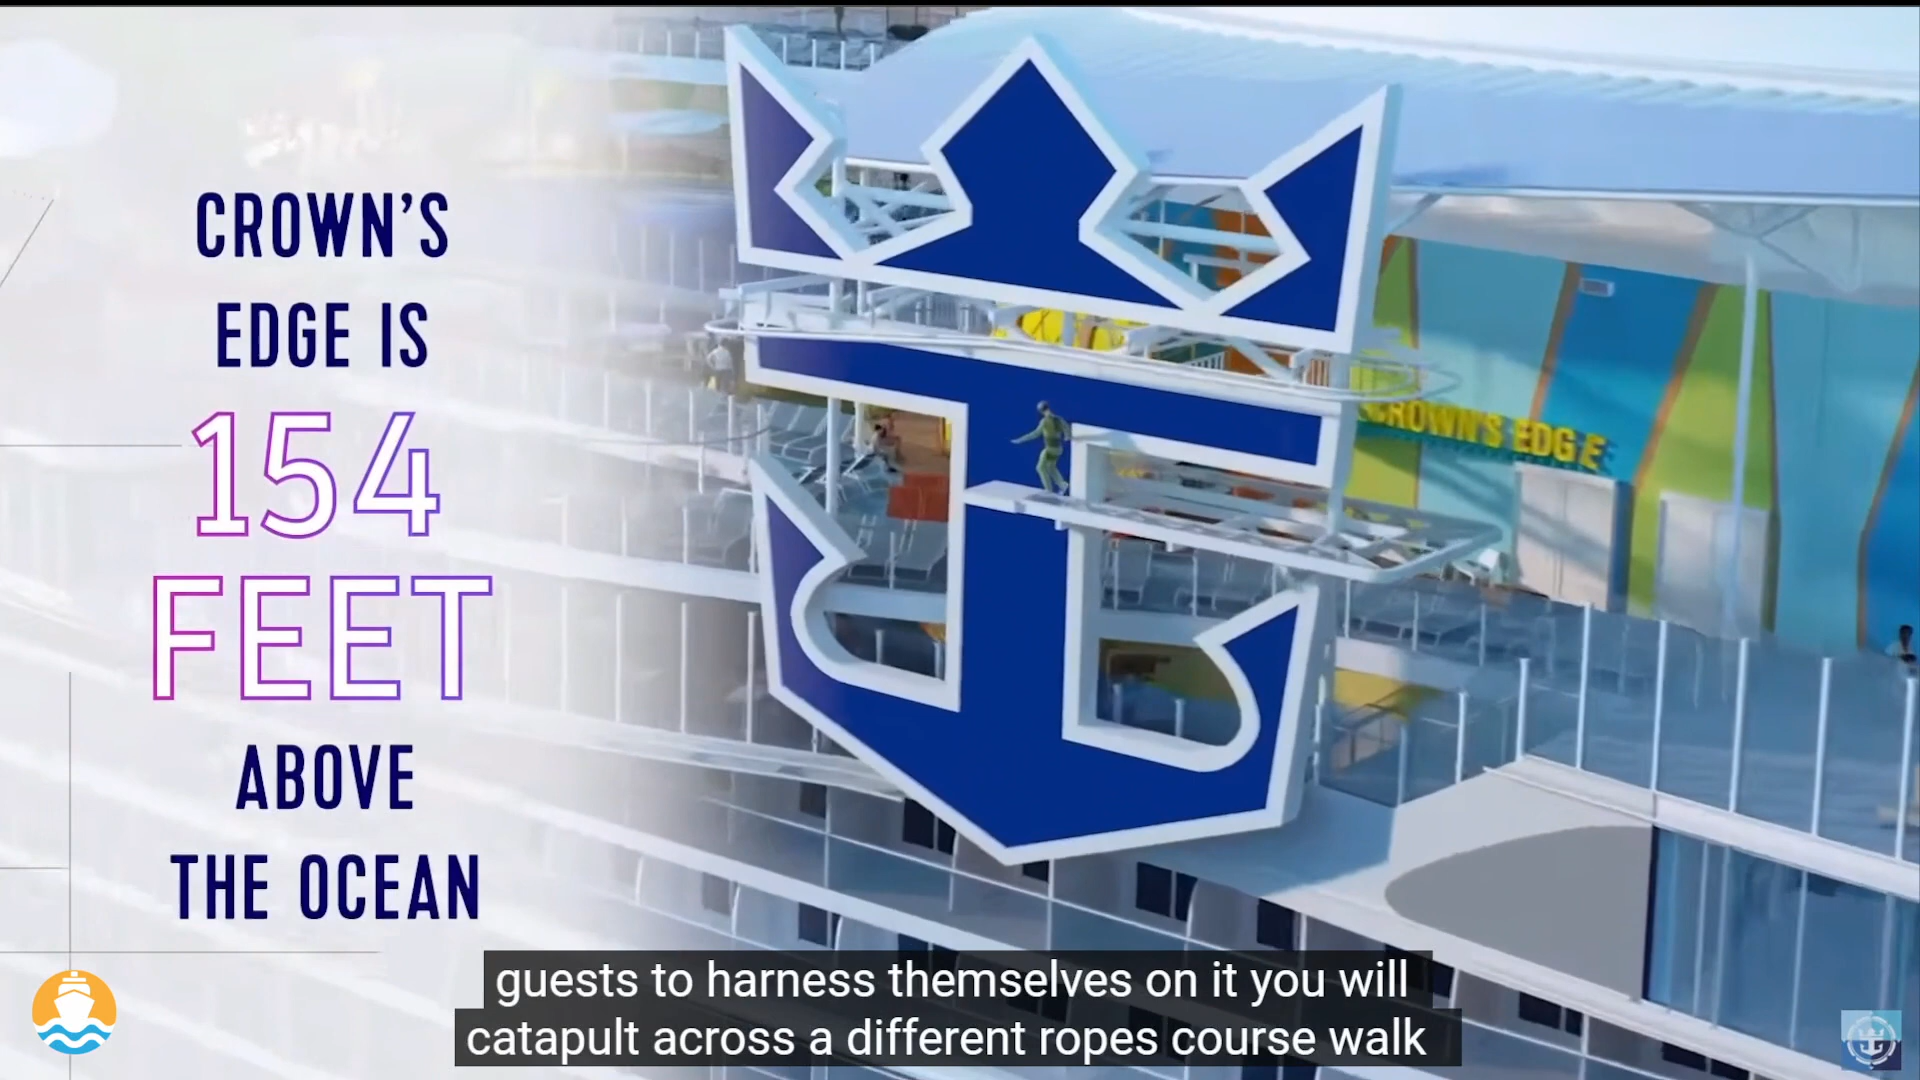 CROWN'S
EDGE IS
154
FEET
ABOVE
THE OCEAN
CROWN'S EDGE
guests to harness themselves on it you will
catapult across a different ropes course walk